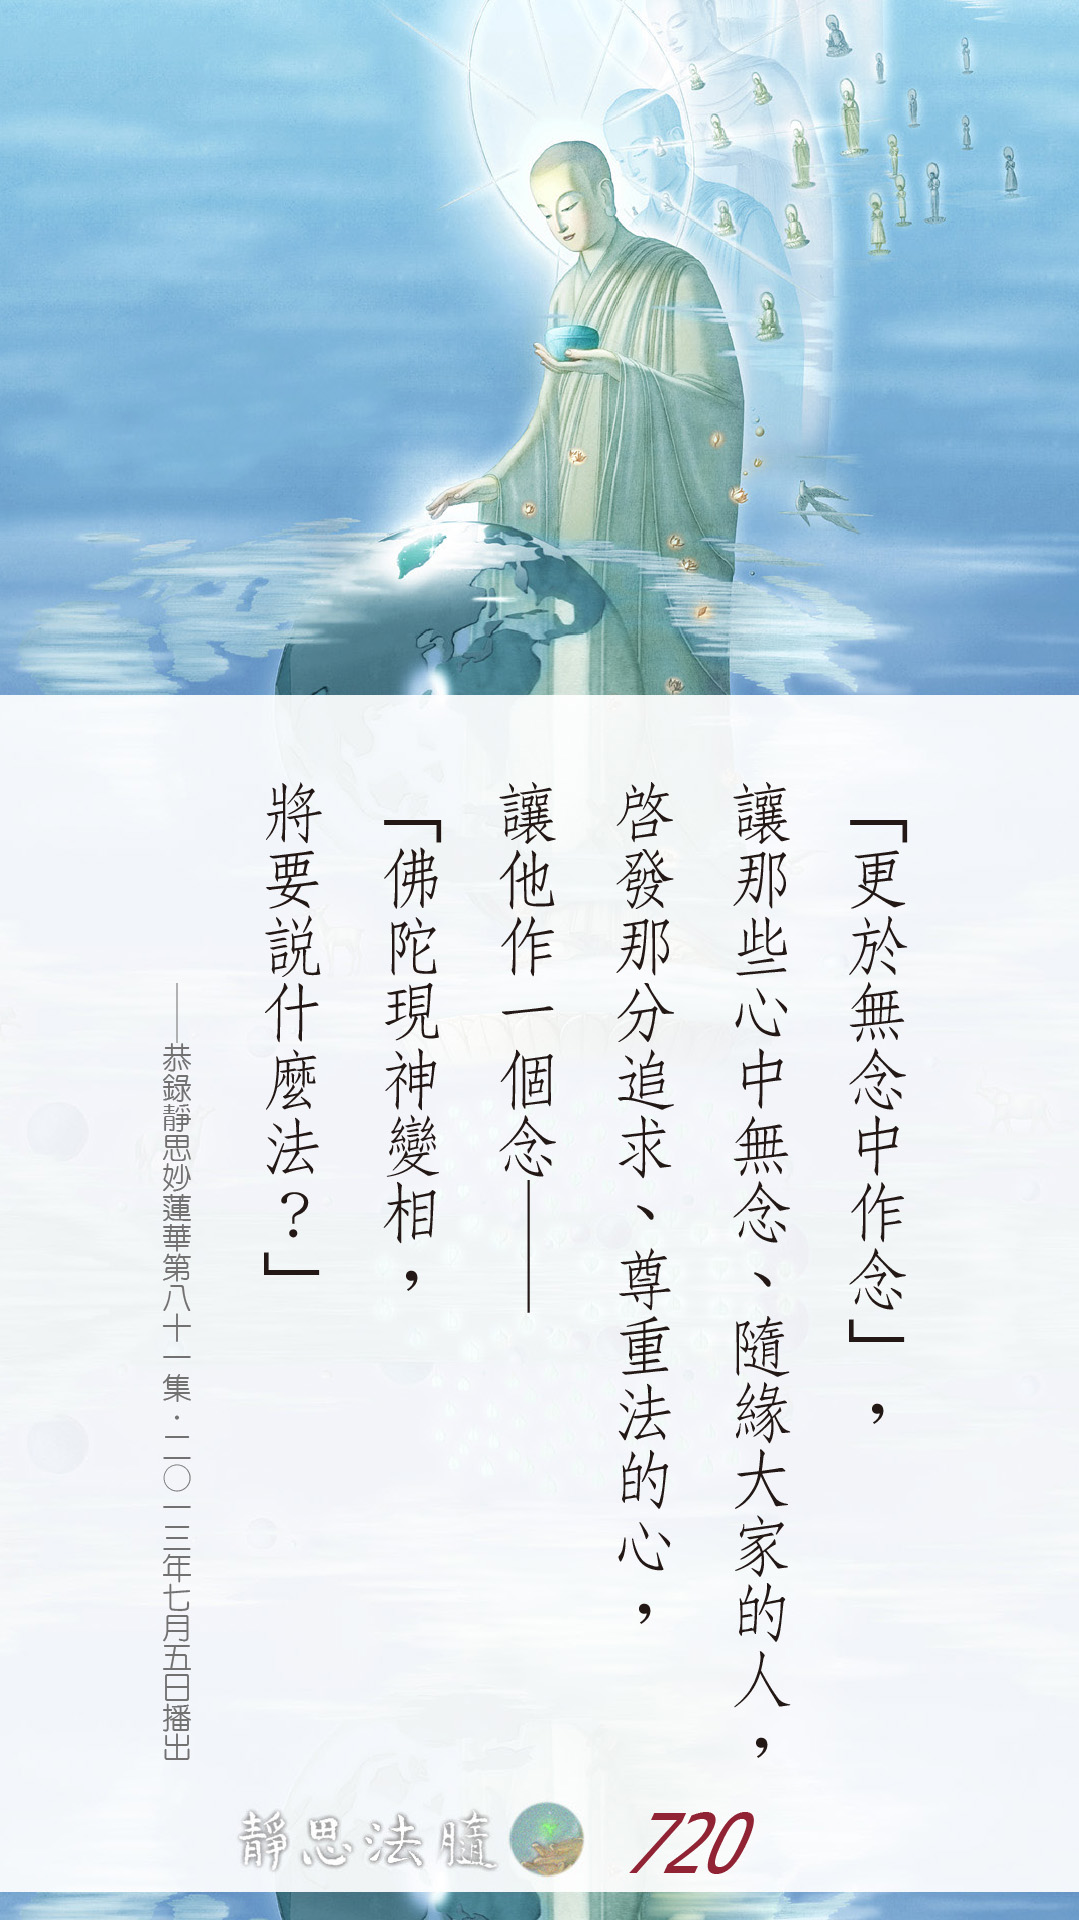 「更於無念中作念」，
讓那些心中無念、隨緣大家的人，
啓發那分追求、尊重法的心，
讓他作一個念——
「佛陀現神變相，
將要説什麼法？」
——恭錄靜思妙蓮華第八十一集·二〇一三年七月五日播出
靜思法髓
720